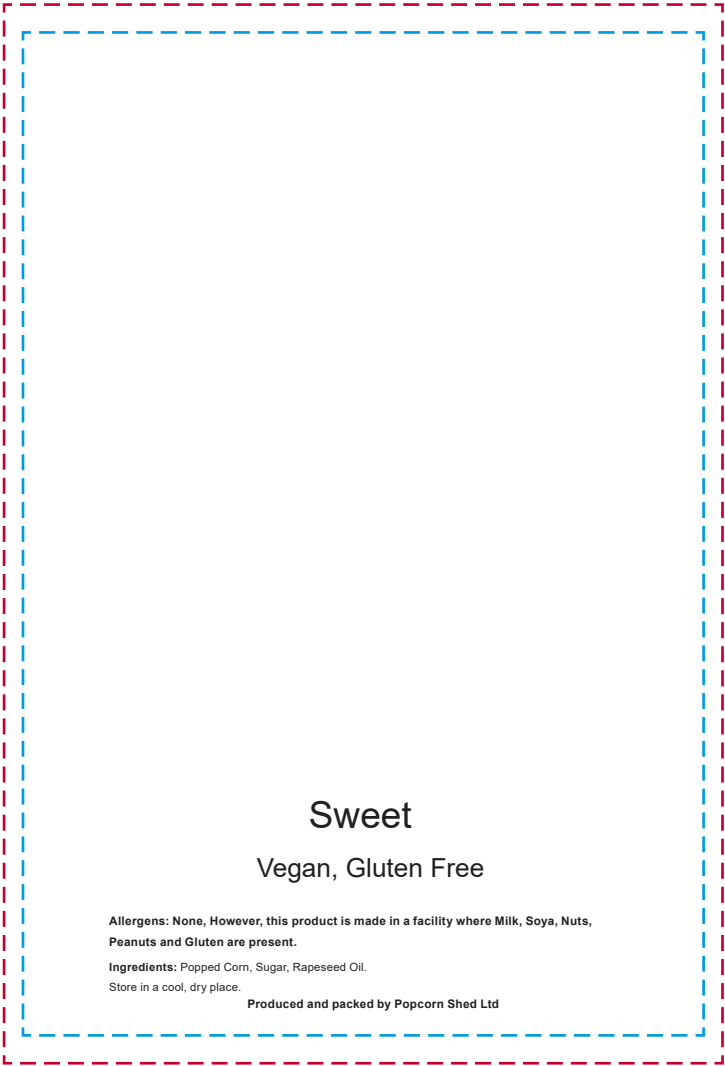 Sweet
Vegan, Gluten Free
Allergens: None, However, this product is made in a facility where Milk, Soya, Nuts,
Peanuts and Gluten are present.
Ingredients: Popped Corn, Sugar, Rapeseed Oil.
Store in a cool, dry place.
Produced and packed by Popcorn Shed Ltd